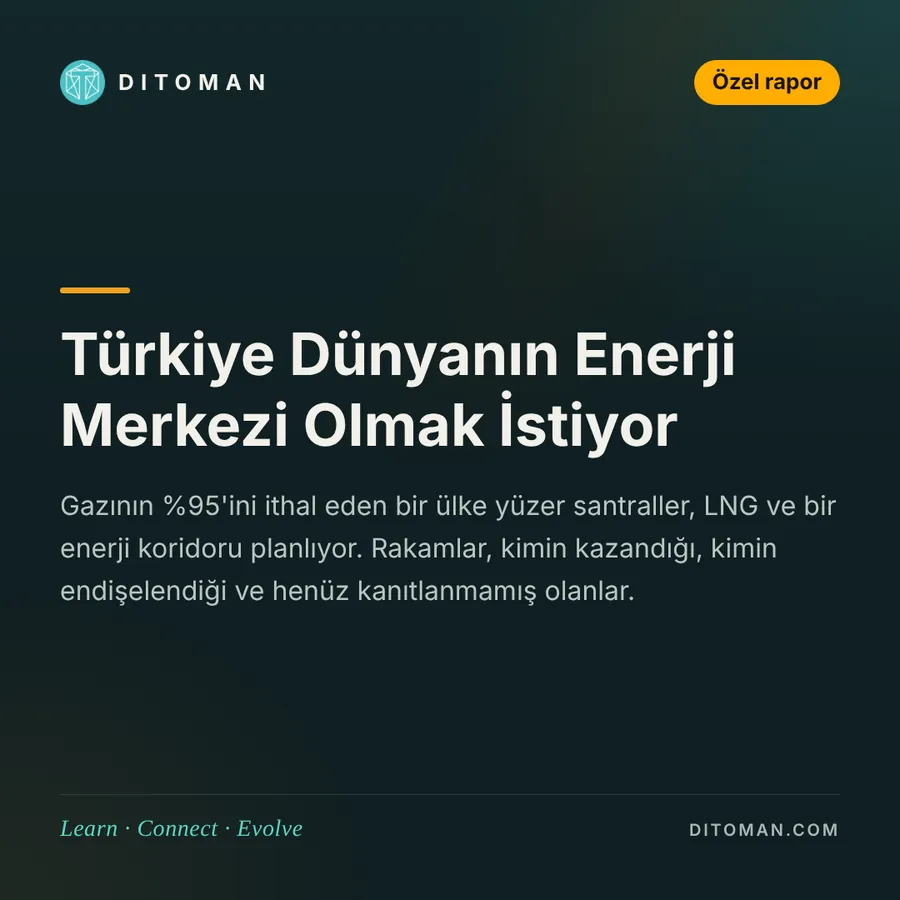 DITOMAN
Özel rapor
Türkiye Dünyanın Enerji
Merkezi Olmak İstiyor
Gazının %95'ini ithal eden bir ülke yüzer santraller, LNG ve bir
enerji koridoru planlıyor. Rakamlar, kimin kazandığı, kimin
endişelendiği ve henüz kanıtlanmamış olanlar.
Learn · Connect · Evolve
DITOMAN.COM